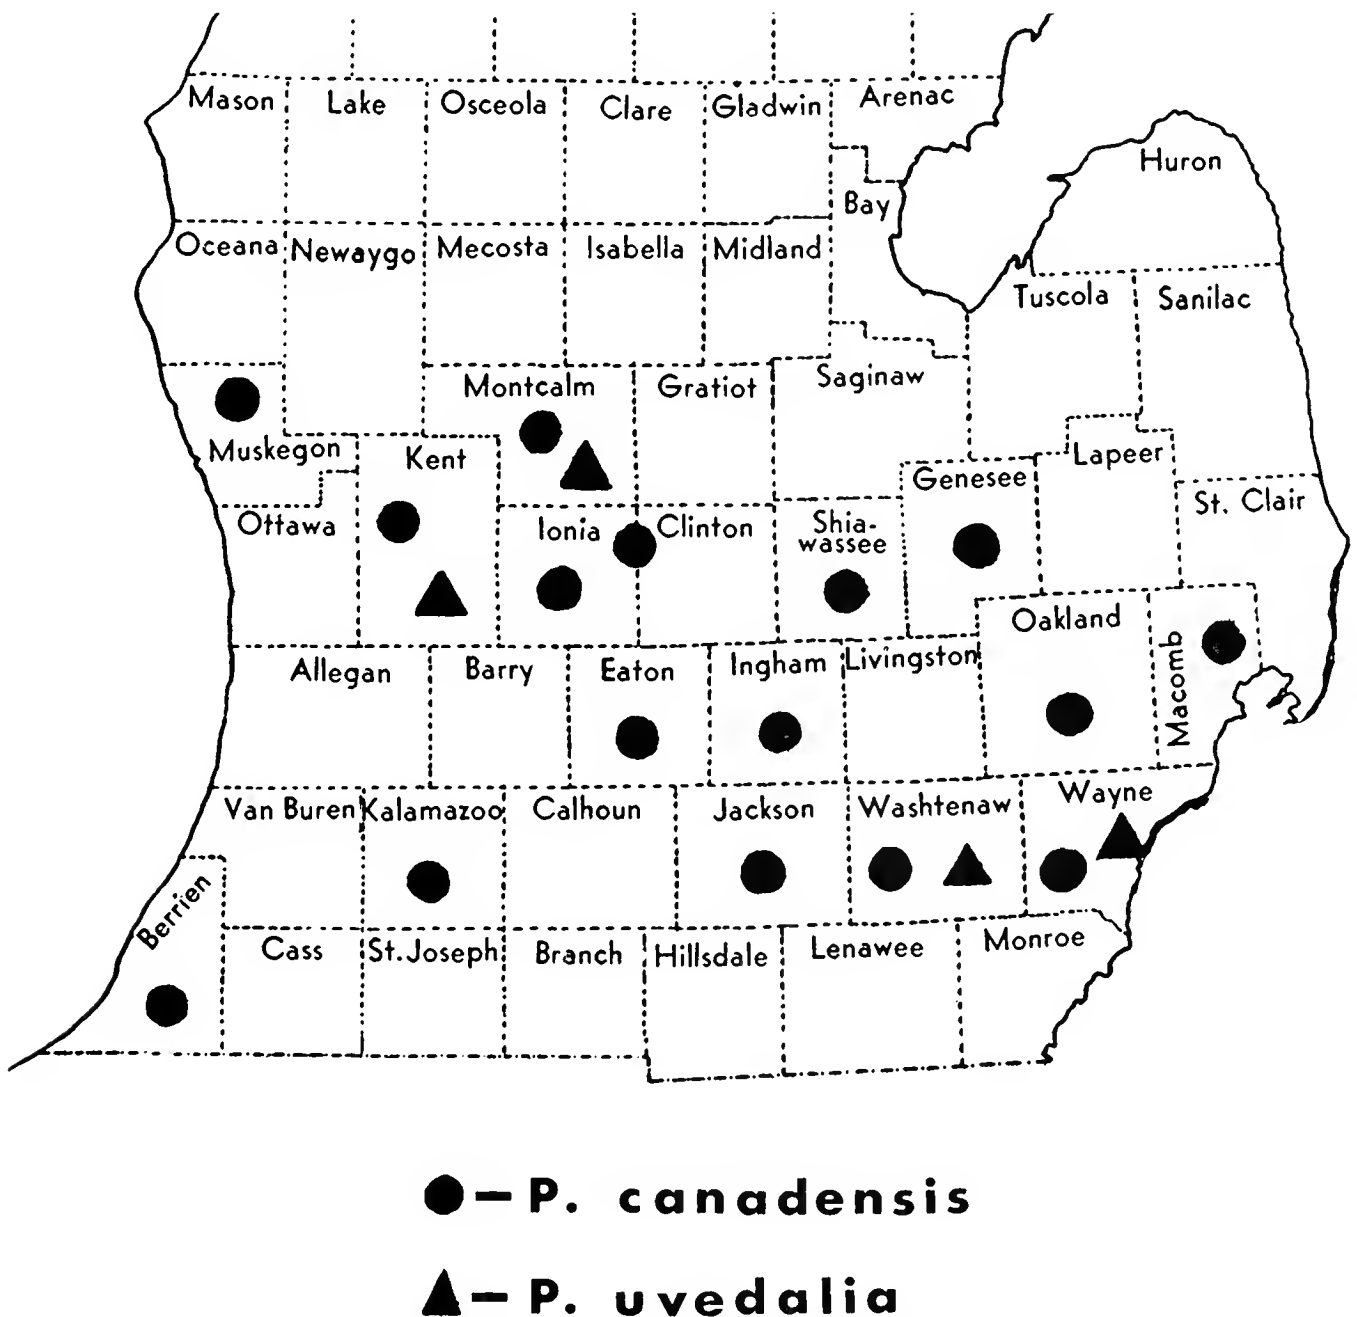 Mason
Lake
Osceola
Clare
Gladwin
Arenac
Huron
Bay
Oceana
Newaygo
Mecosta
Isabella
Midland
Tuscola
Sanilac
Montcalm
Gratiot
Saginaw
Muskegon
Kent
Genesee
Lapeer
Ottawa
Ionia
Clinton
Shia-
wassee
St. Clair
Allegan
Barry
Eaton
Ingham
Livingston
Oakland
Macomb
Van Buren
Kalamazoo
Calhoun
Jackson
Washtenaw
Wayne
Berrien
Cass
St. Joseph
Branch
Hillsdale
Lenawee
Monroe
– P. canadensis
– P. uvedalia